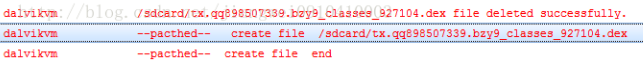 dalvikvm /sdcard/tx.qq898507339.bzy9_classes_927104.dex file deleted successfully.
dalvikvm --pacthed-- create file /sdcard/tx.qq898507339.bzy9_classes_927104.dex
dalvikvm --pacthed-- create file end